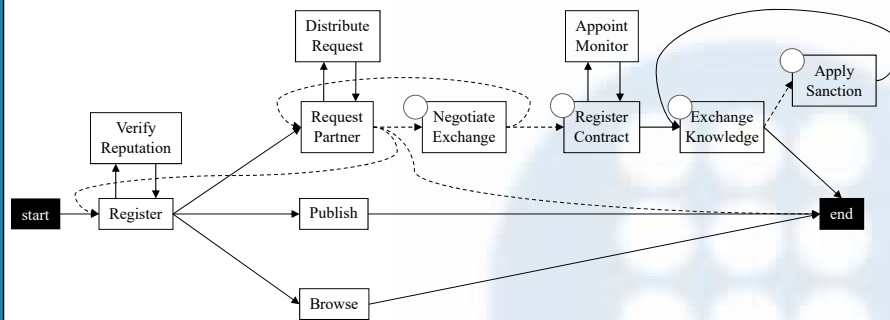 Distribute
Request
Appoint
Monitor
Apply
Sanction
Request
Partner
Negotiate
Exchange
Register
Contract
Exchange
Knowledge
Verify
Reputation
start
Register
Publish
end
Browse